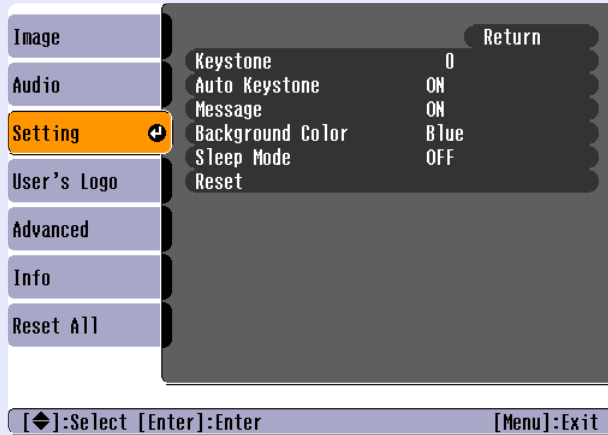 Image
Audio
Setting
User's Logo
Advanced
Info
Reset All
Return
Keystone 0
Auto Keystone ON
Message ON
Background Color Blue
Sleep Mode OFF
Reset
[◆]:Select [Enter]:Enter [Menu]:Exit